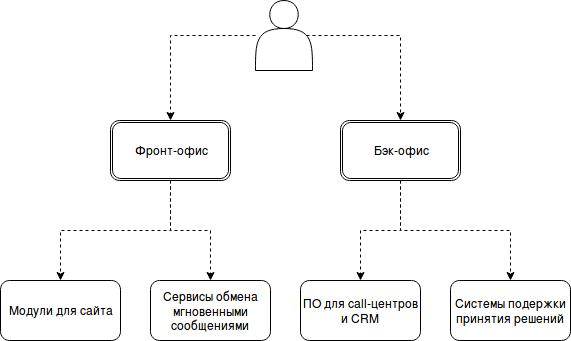 Фронт-офис
Бэк-офис
Модули для сайта
Сервисы обмена
мгновенными
сообщениями
ПО для call-центров
и CRM
Системы подержки
принятия решений